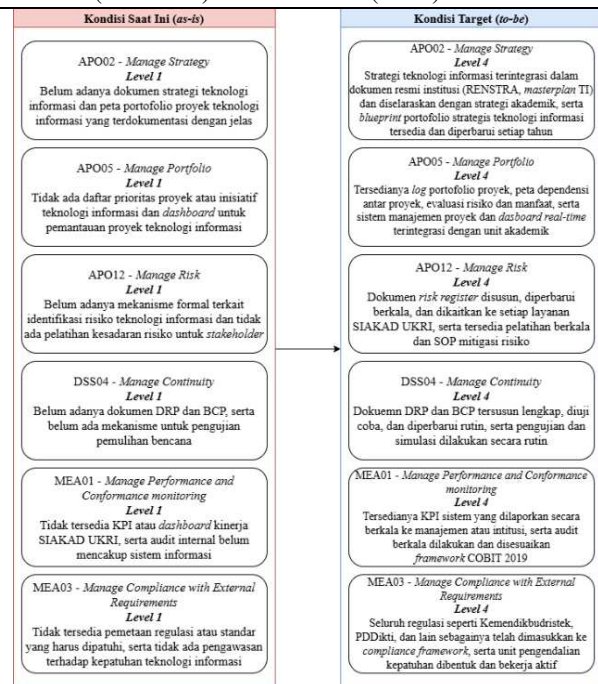 Kondisi Saat Ini (as-is)
APO02 - Manage Strategy
Level 1
Belum adanya dokumen strategi teknologi
informasi dan peta portofolio proyek teknologi
informasi yang terdokumentasi dengan jelas
APO05 - Manage Portfolio
Level 1
Tidak ada daftar prioritas proyek atau inisiatif
teknologi informasi dan dashboard untuk
pemantauan proyek teknologi informasi
APO12 - Manage Risk
Level 1
Belum adanya mekanisme formal terkait
identifikasi risiko teknologi informasi dan tidak
ada pelatihan kesadaran risiko untuk stakeholder
DSS04 - Manage Continuity
Level 1
Belum adanya dokumen DRP dan BCP, serta
belum ada mekanisme untuk pengujian
pemulihan bencana
MEA01 - Manage Performance and
Conformance monitoring
Level 1
Tidak tersedia KPI atau dashboard kinerja
SIAKAD UKRI, serta audit internal belum
mencakup sistem informasi
MEA03 - Manage Compliance with External
Requirements
Level 1
Tidak tersedia pemetaan regulasi atau standar
yang harus dipatuhi, serta tidak ada pengawasan
terhadap kepatuhan teknologi informasi
Kondisi Target (to-be)
APO02 - Manage Strategy
Level 4
Strategi teknologi informasi terintegrasi dalam
dokumen resmi institusi (RENSTRA, masterplan TI)
dan diselaraskan dengan strategi akademik, serta
blueprint portofolio strategis teknologi informasi
tersedia dan diperbarui setiap tahun
APO05 - Manage Portfolio
Level 4
Tersedianya log portofolio proyek, peta dependensi
antar proyek, evaluasi risiko dan manfaat, serta
sistem manajemen proyek dan dasboard real-time
terintegrasi dengan unit akademik
APO12 - Manage Risk
Level 4
Dokumen risk register disusun, diperbarui
berkala, dan dikaitkan ke setiap layanan
SIAKAD UKRI, serta tersedia pelatihan berkala
dan SOP mitigasi risiko
DSS04 - Manage Continuity
Level 4
Dokuemn DRP dan BCP tersusun lengkap, diuji
coba, dan diperbarui rutin, serta pengujian dan
simulasi dilakukan secara rutin
MEA01 - Manage Performance and Conformance
monitoring
Level 4
Tersedianya KPI sistem yang dilaporkan secara
berkala ke manajemen atau intitusi, serta audit
berkala dilakukan dan disesuaikan
framework COBIT 2019
MEA03 - Manage Compliance with External
Requirements
Level 4
Seluruh regulasi seperti Kemendikbudristek,
PDDikti, dan lain sebagainya telah dimasukkan ke
compliance framework, serta unit pengendalian
kepatuhan dibentuk dan bekerja aktif